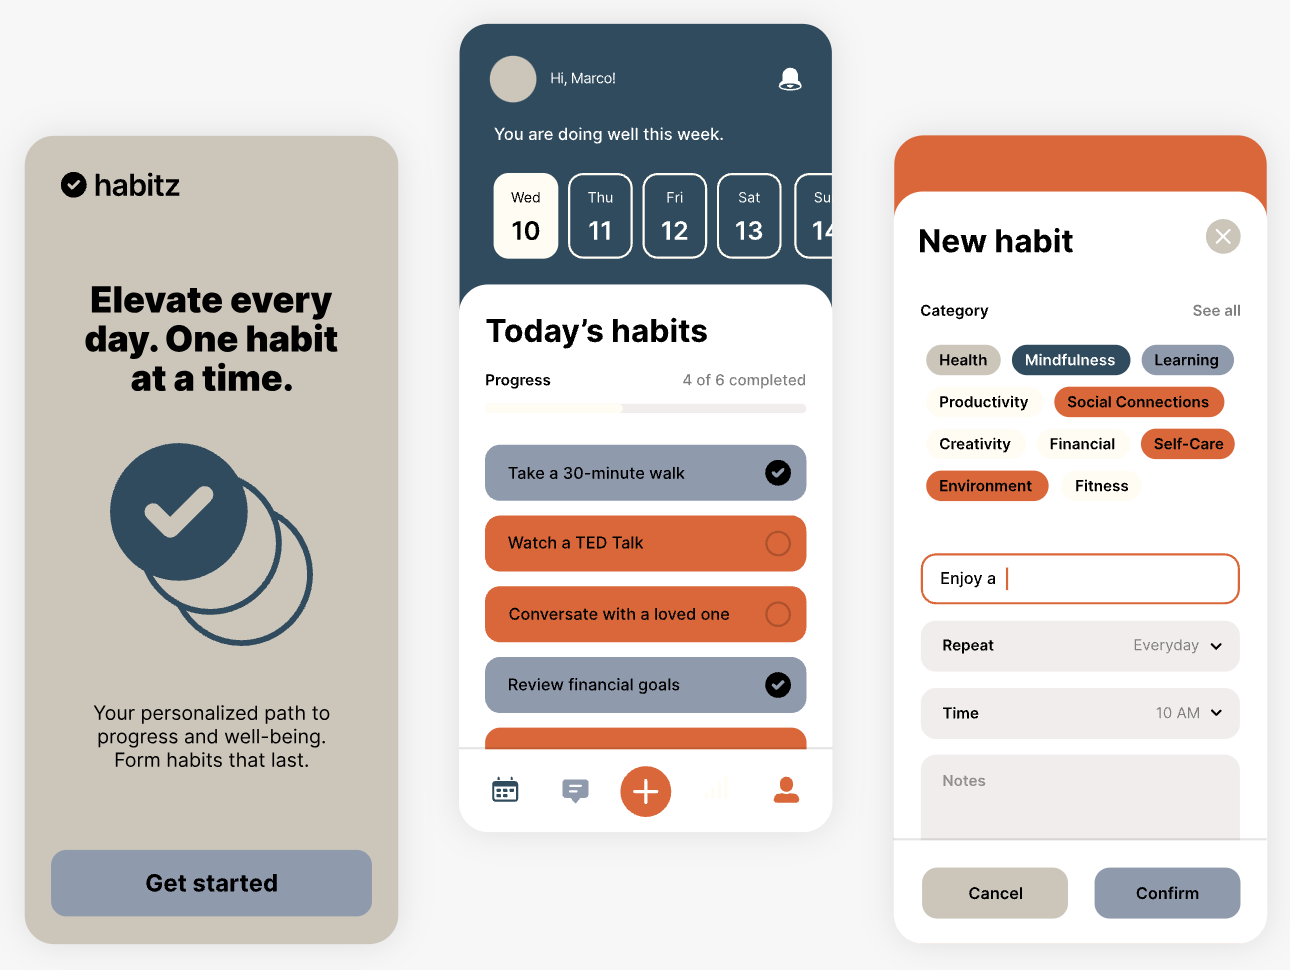 habitz
Elevate every
day. One habit
at a time.
Your personalized path to
progress and well-being.
Form habits that last.
Get started
Hi, Marco!
You are doing well this week.
Wed Thu Fri Sat Su
10 11 12 13 14
Today's habits
Progress 4 of 6 completed
Take a 30-minute walk
Watch a TED Talk
Conversate with a loved one
Review financial goals
New habit
Category See all
Health Mindfulness Learning
Productivity Social Connections
Creativity Financial Self-Care
Environment Fitness
Enjoy a
Repeat Everyday
Time 10 AM
Notes
Cancel Confirm